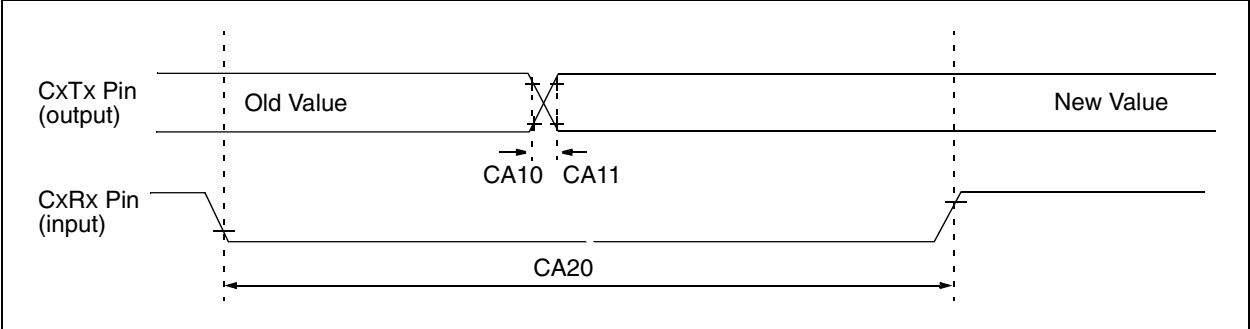 CxTx Pin
(output)
Old Value
New Value
CA10 CA11
CxRx Pin
(input)
CA20